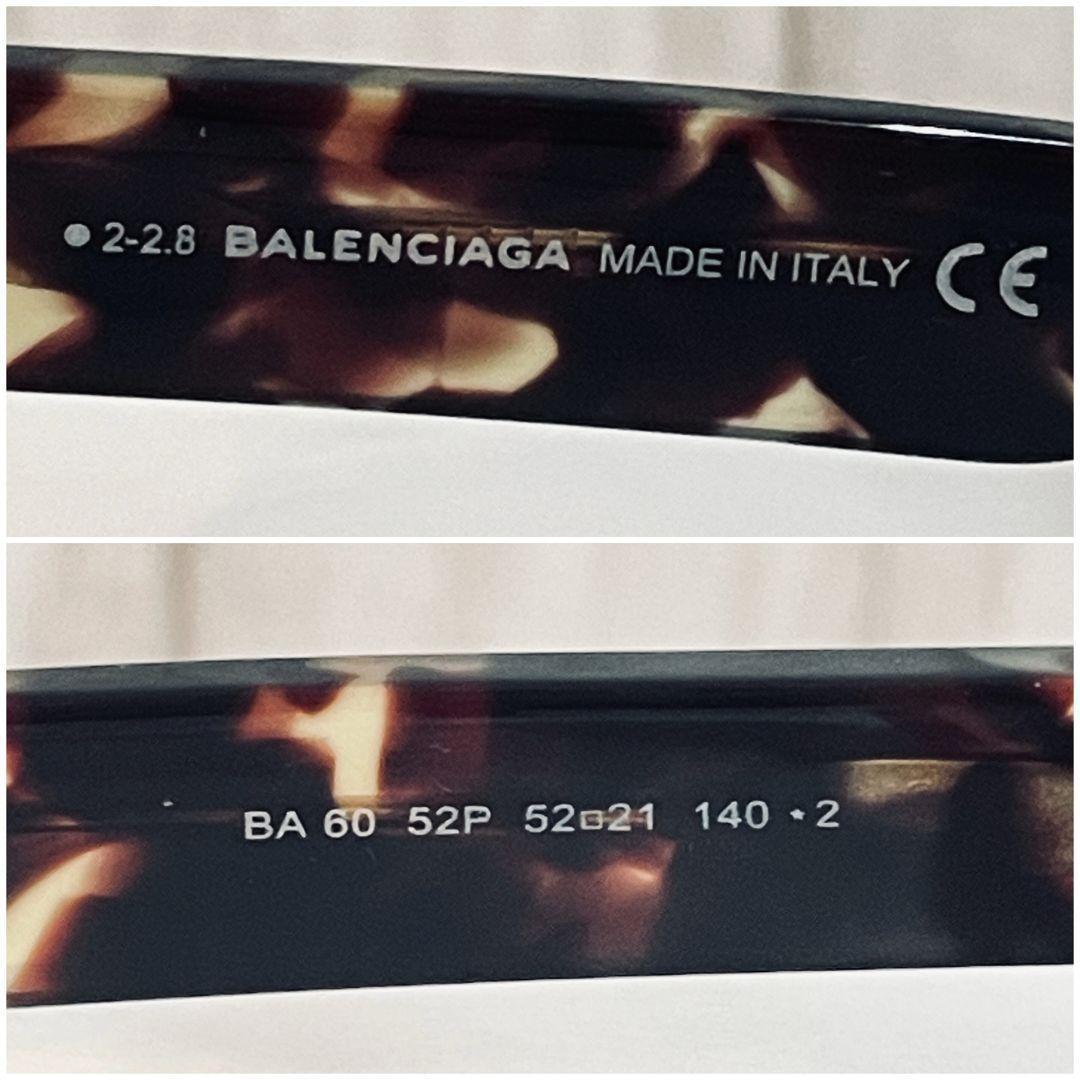 ●2-2.8 BALENCIAGA MADE IN ITALY CE
BA 60 52P 52□21 140 *2